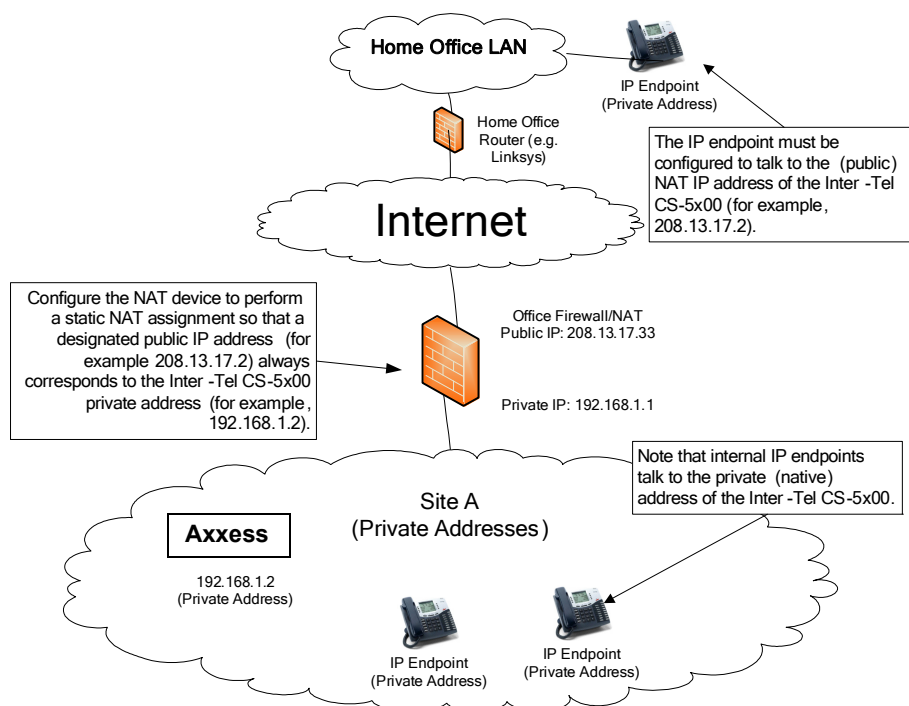 Home Office LAN
IP Endpoint
(Private Address)
Home Office
Router (e.g.
Linksys)
The IP endpoint must be
configured to talk to the (public)
NAT IP address of the Inter -Tel
CS-5x00 (for example ,
208.13.17.2).
Internet
Configure the NAT device to perform
a static NAT assignment so that a
designated public IP address (for
example 208.13.17.2) always
corresponds to the Inter -Tel CS-5x00
private address (for example ,
192.168.1.2).
Office Firewall/NAT
Public IP: 208.13.17.33
Private IP: 192.168.1.1
Note that internal IP endpoints
talk to the private (native)
address of the Inter -Tel CS-5x00.
Site A
(Private Addresses)
Axxess
192.168.1.2
(Private Address)
IP Endpoint
(Private Address)
IP Endpoint
(Private Address)